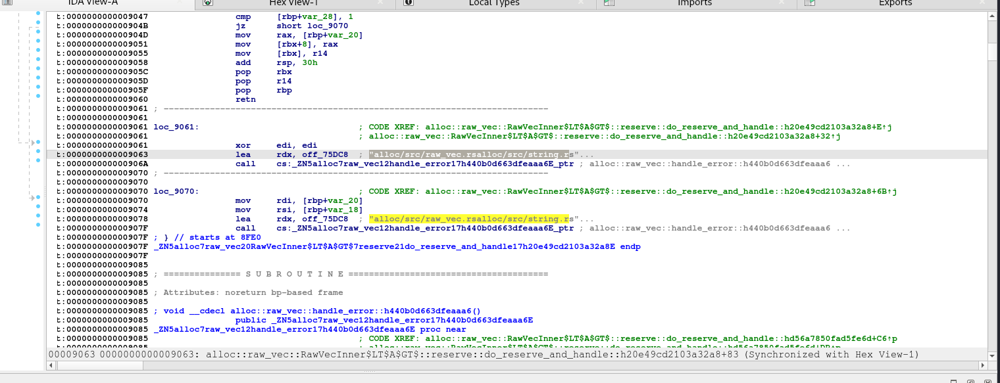 IDA View-A Hex View-1 Local Types Imports Exports
t:0000000000009047 cmp [rbp+var_28], 1
t:000000000000904B jz short loc_9070
t:000000000000904D mov rax, [rbp+var_20]
t:0000000000009051 mov [rbx+8], rax
t:0000000000009055 mov [rbx], r14
t:0000000000009058 add rsp, 30h
t:000000000000905C pop rbx
t:000000000000905D pop r14
t:000000000000905F pop rbp
t:0000000000009060 retn
t:0000000000009061 ; ---------------------------------------------------------------------------
t:0000000000009061
t:0000000000009061 loc_9061: ; CODE XREF: alloc::raw_vec::RawVecInner$LT$A$GT$::reserve::do_reserve_and_handle::h20e49cd2103a32a8+E↑j
t:0000000000009061 ; alloc::raw_vec::RawVecInner$LT$A$GT$::reserve::do_reserve_and_handle::h20e49cd2103a32a8+32↑j
t:0000000000009061 xor edi, edi
t:0000000000009063 lea rdx, off_75DC8 ; "alloc/src/raw_vec.rsalloc/src/string.rs"...
t:000000000000906A call cs:_ZN5alloc7raw_vec12handle_error17h440b0d663dfeaaa6E_ptr ; alloc::raw_vec::handle_error::h440b0d663dfeaaa6 ...
t:0000000000009070 ; ---------------------------------------------------------------------------
t:0000000000009070
t:0000000000009070 loc_9070: ; CODE XREF: alloc::raw_vec::RawVecInner$LT$A$GT$::reserve::do_reserve_and_handle::h20e49cd2103a32a8+6B↑j
t:0000000000009070 mov rdi, [rbp+var_20]
t:0000000000009074 mov rsi, [rbp+var_18]
t:0000000000009078 lea rdx, off_75DC8 ; "alloc/src/raw_vec.rsalloc/src/string.rs"...
t:000000000000907F call cs:_ZN5alloc7raw_vec12handle_error17h440b0d663dfeaaa6E_ptr ; alloc::raw_vec::handle_error::h440b0d663dfeaaa6 ...
t:000000000000907F ; } // starts at 8FE0
t:000000000000907F _ZN5alloc7raw_vec20RawVecInner$LT$A$GT$7reserve21do_reserve_and_handle17h20e49cd2103a32a8E endp
t:000000000000907F
t:0000000000009085
t:0000000000009085 ; =============== S U B R O U T I N E =======================================
t:0000000000009085
t:0000000000009085 ; Attributes: noreturn bp-based frame
t:0000000000009085
t:0000000000009085 ; void __cdecl alloc::raw_vec::handle_error::h440b0d663dfeaaa6()
t:0000000000009085 public _ZN5alloc7raw_vec12handle_error17h440b0d663dfeaaa6E
t:0000000000009085 _ZN5alloc7raw_vec12handle_error17h440b0d663dfeaaa6E proc near
t:0000000000009085 ; CODE XREF: alloc::raw_vec::RawVecInner$LT$A$GT$::reserve::hd56a7850fad5fe6d+C6↑p
t:0000000000009085 ; alloc::raw_vec::RawVecInner$LT$A$GT$::reserve::hd56a7850fad5fe6d+DB↑p
00009063 0000000000009063: alloc::raw_vec::RawVecInner$LT$A$GT$::reserve::do_reserve_and_handle::h20e49cd2103a32a8+83 (Synchronized with Hex View-1)